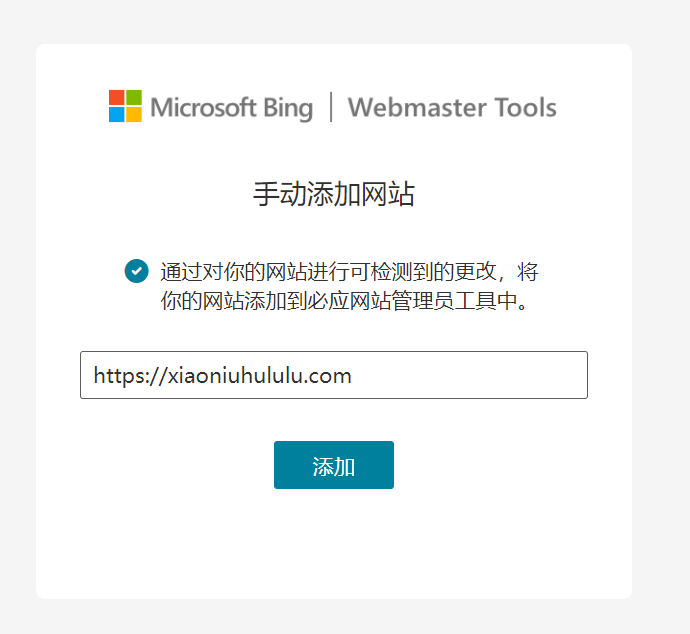 Microsoft Bing | Webmaster Tools
手动添加网站
通过对你的网站进行可检测到的更改，将
你的网站添加到必应网站管理员工具中。
https://xiaoniuhululu.com
添加